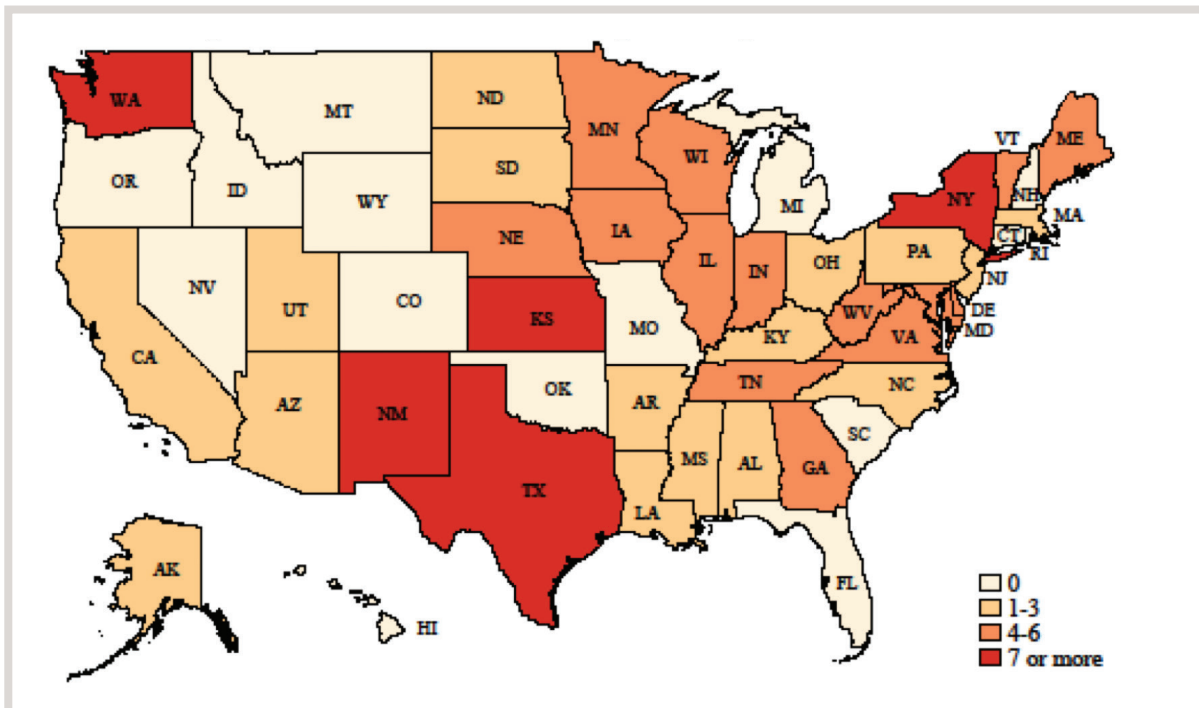 WA
MT
ND
MN
VT
ME
OR
ID
SD
WI
NH
WY
MI
NY
MA
CT
RI
NE
IA
PA
NJ
NV
UT
CO
IL
IN
OH
DE
MD
KS
MO
WV
VA
CA
KY
AZ
NM
OK
AR
TN
NC
SC
MS
AL
GA
TX
LA
AK
FL
HI
0
1-3
4-6
7 or more